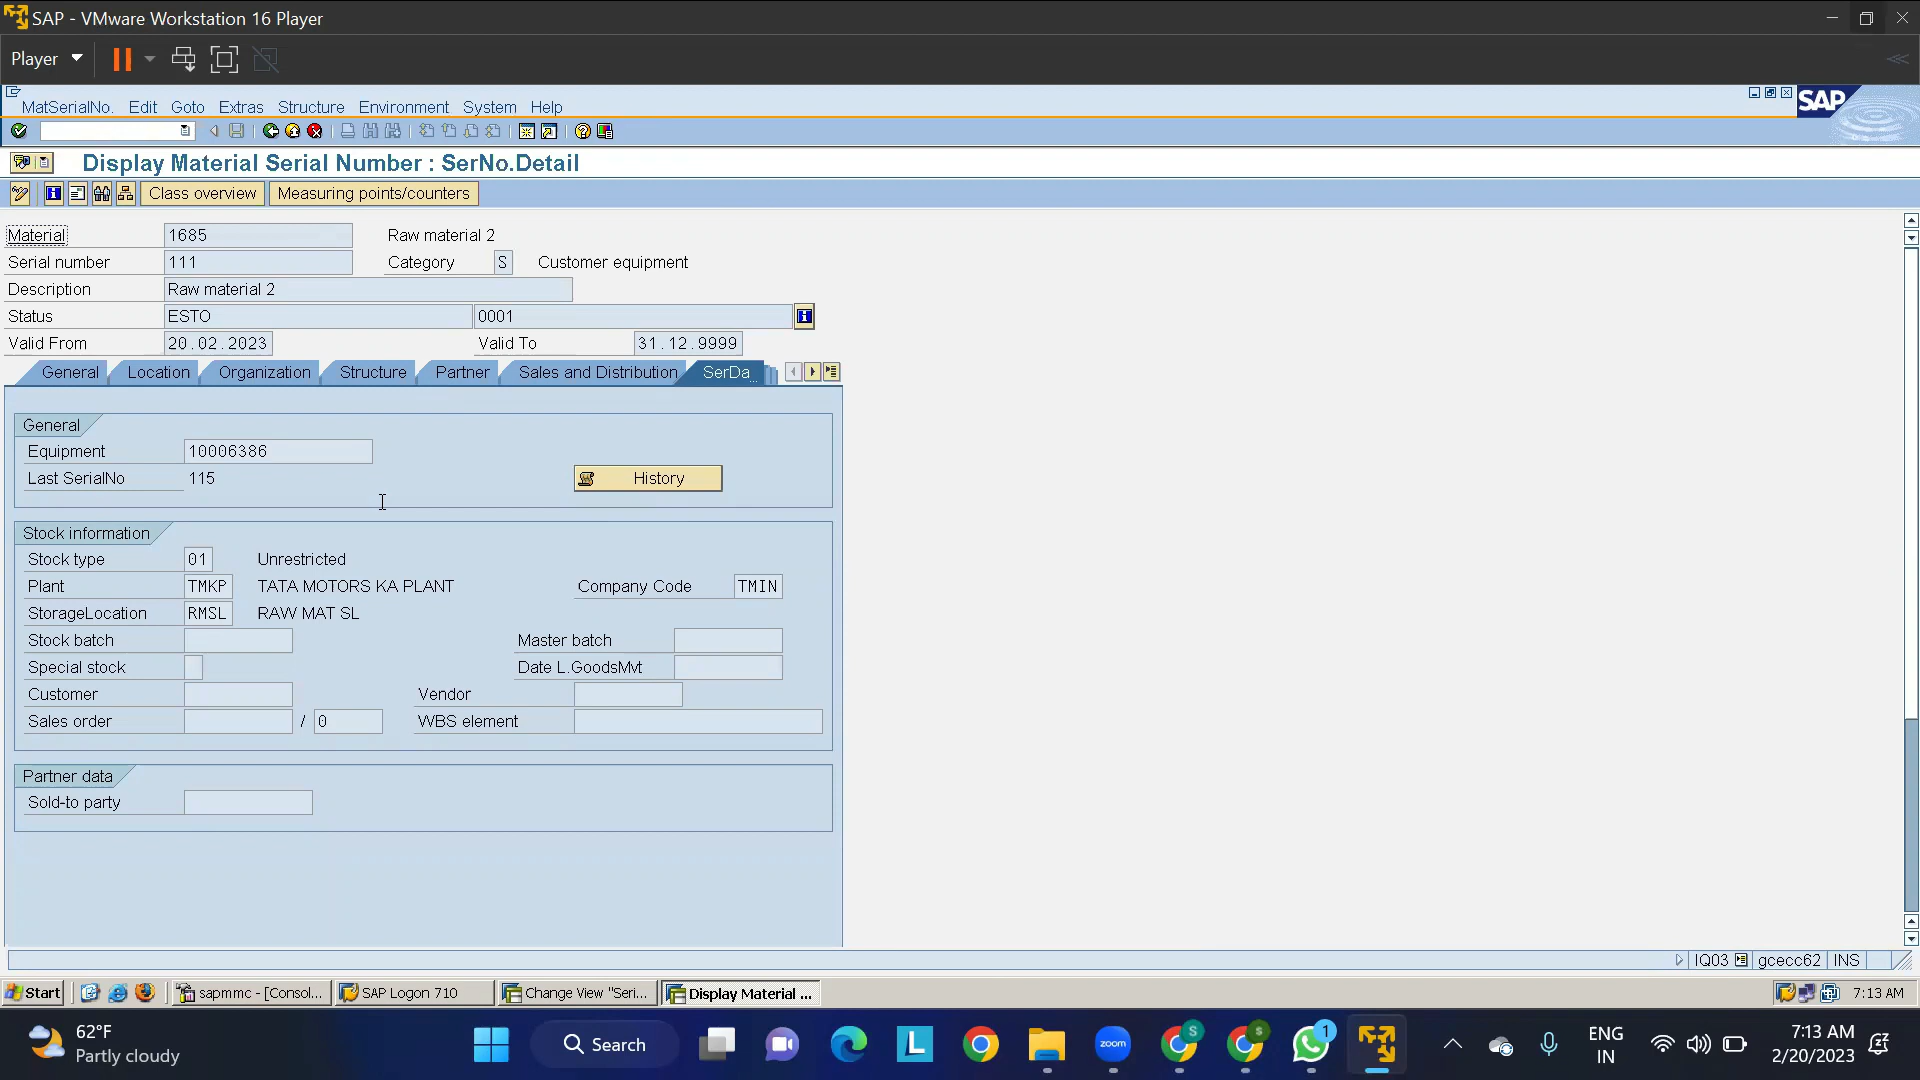 SAP - VMware Workstation 16 Player
Player
MatSerialNo. Edit Goto Extras Structure Environment System Help
SAP
Display Material Serial Number : SerNo.Detail
Class overview Measuring points/counters
Material 1685 Raw material 2
Serial number 111 Category S Customer equipment
Description Raw material 2
Status ESTO 0001
Valid From 20.02.2023 Valid To 31.12.9999
General Location Organization Structure Partner Sales and Distribution SerDa...
General
Equipment 10006386
Last SerialNo 115 History
Stock information
Stock type 01 Unrestricted
Plant TMKP TATA MOTORS KA PLANT Company Code TMIN
StorageLocation RMSL RAW MAT SL
Stock batch Master batch
Special stock Date L.GoodsMvt
Customer Vendor
Sales order / 0 WBS element
Partner data
Sold-to party
IQ03 gcecc62 INS
Start sapmmc - [Consol... SAP Logon 710 Change View "Seri... Display Material ... 7:13 AM
62°F
Partly cloudy
Search
L
zoom
S
S
1
ENG
IN
7:13 AM
2/20/2023